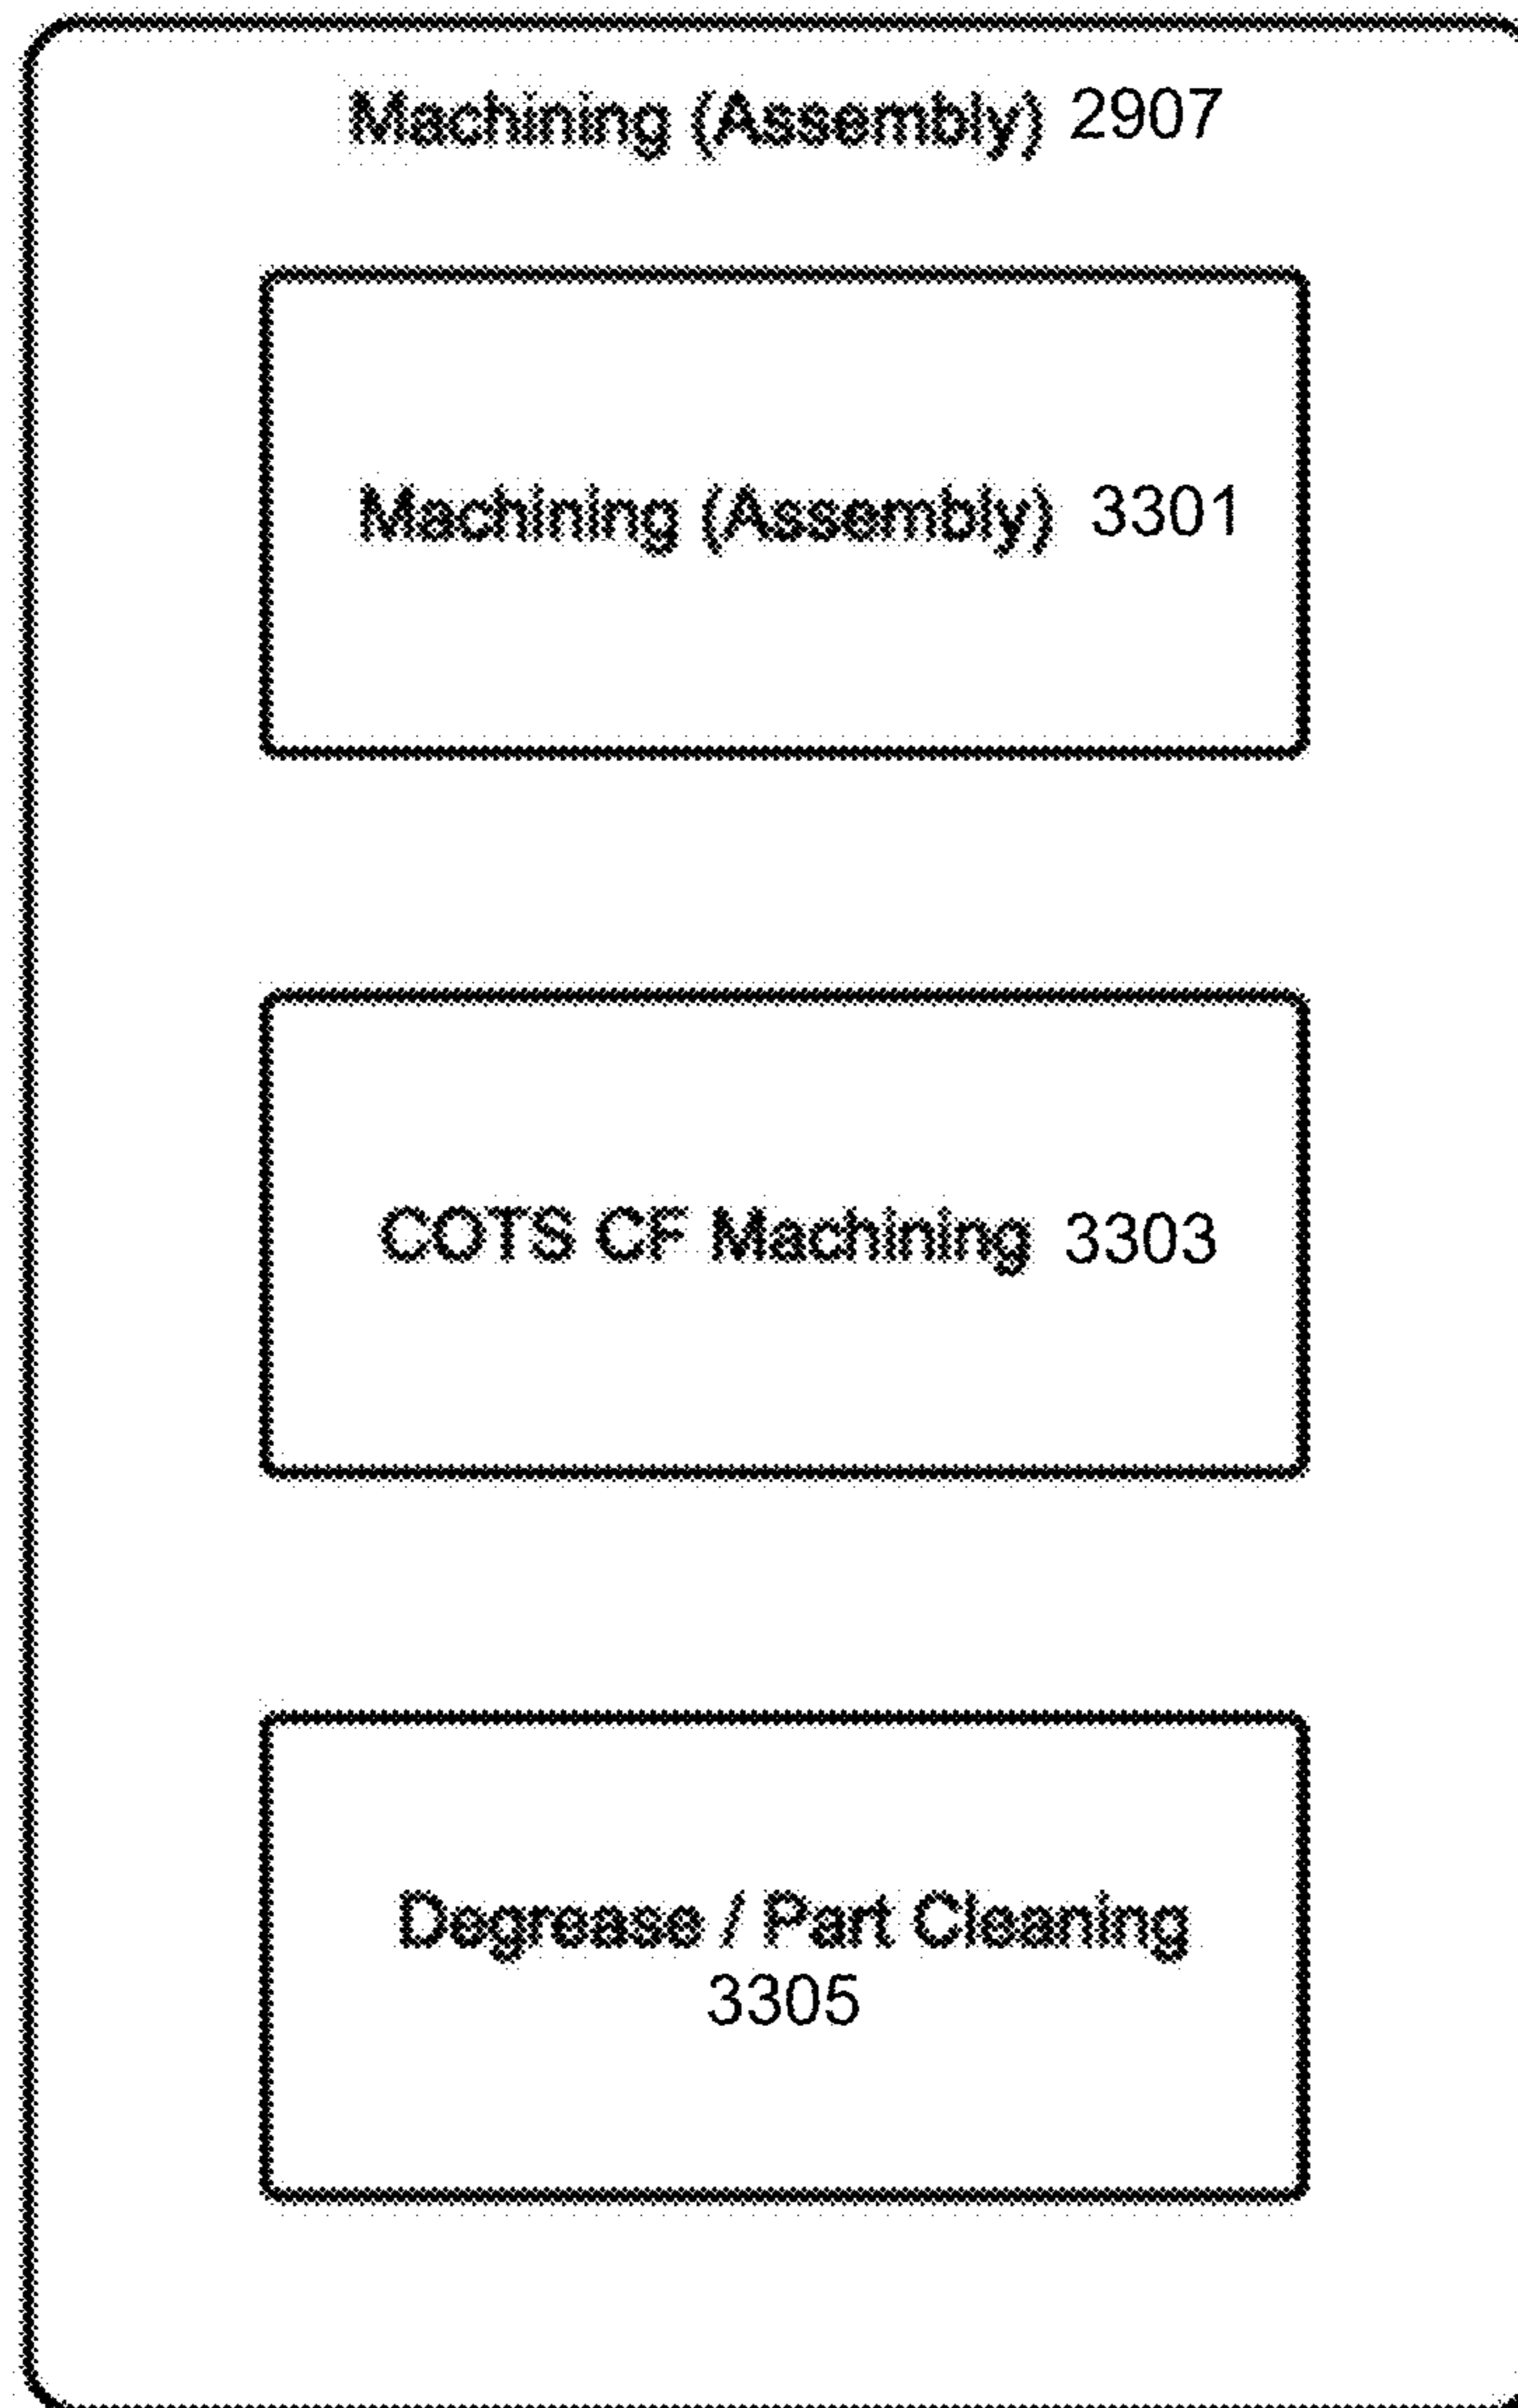 Machining (Assembly) 2907
Machining (Assembly) 3301
COTS CF Machining 3303
Degrease / Part Cleaning
3305